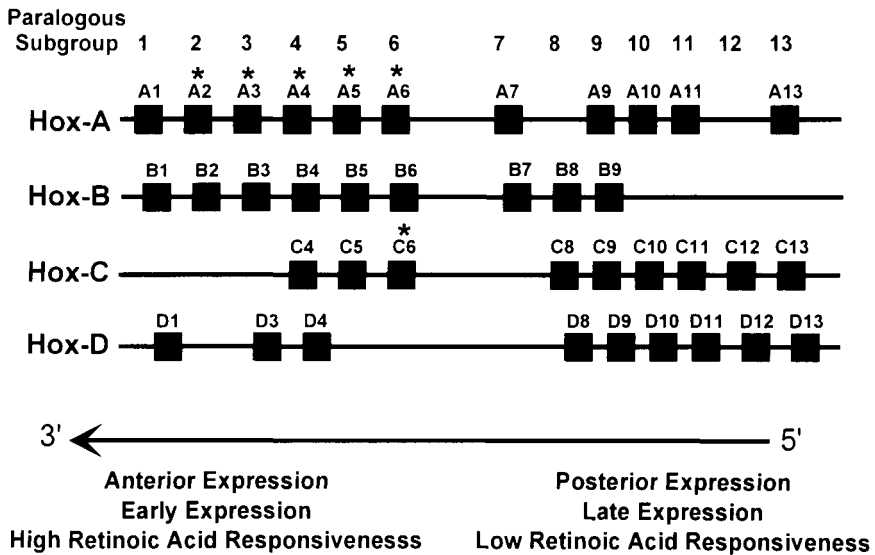 Paralogous
Subgroup 1 2 3 4 5 6 7 8 9 10 11 12 13
* * * * *
A1 A2 A3 A4 A5 A6 A7 A9 A10 A11 A13
Hox-A
B1 B2 B3 B4 B5 B6 B7 B8 B9
Hox-B
*
C4 C5 C6 C8 C9 C10 C11 C12 C13
Hox-C
D1 D3 D4 D8 D9 D10 D11 D12 D13
Hox-D
3' 5'
Anterior Expression
Early Expression
High Retinoic Acid Responsivenesss
Posterior Expression
Late Expression
Low Retinoic Acid Responsiveness